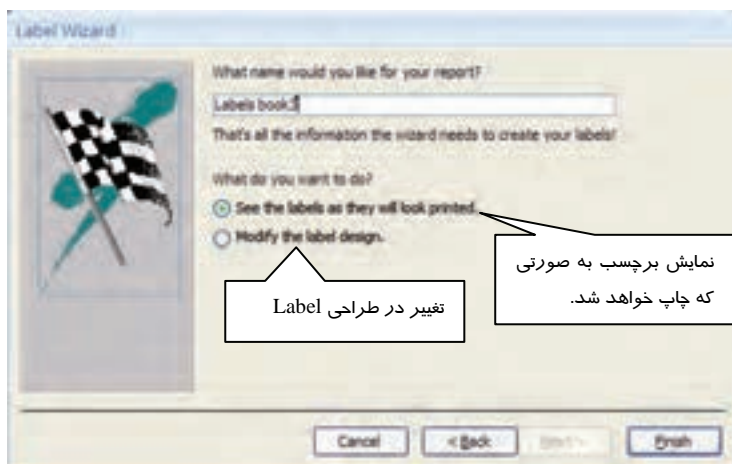 Label Wizard
What name would you like for your report?
Labels book
That's all the information the wizard needs to create your labels!
What do you want to do?
See the labels as they will look printed.
Modify the label design.
نمایش برچسب به صورتی
که چاپ خواهد شد.
تغییر در طراحی Label
Cancel
< Back
Next >
Finish